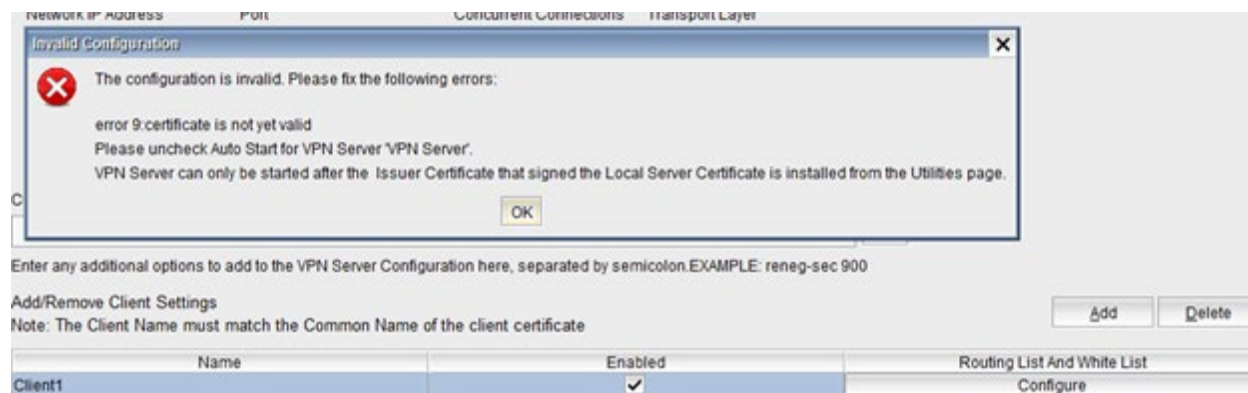 Network IP Address Port Concurrent Connections Transport Layer
Invalid Configuration
The configuration is invalid. Please fix the following errors:
error 9:certificate is not yet valid
Please uncheck Auto Start for VPN Server 'VPN Server'.
VPN Server can only be started after the Issuer Certificate that signed the Local Server Certificate is installed from the Utilities page.
OK
Enter any additional options to add to the VPN Server Configuration here, separated by semicolon.EXAMPLE: reneg-sec 900
Add/Remove Client Settings
Note: The Client Name must match the Common Name of the client certificate
Add Delete
Name Enabled Routing List And White List
Client1 Configure